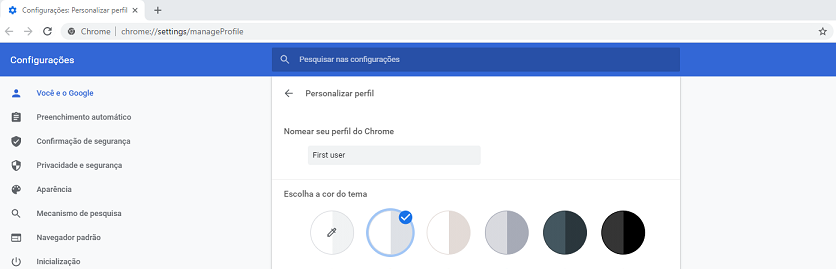 Configurações: Personalizar perfil
Chrome chrome://settings/manageProfile
Configurações
Pesquisar nas configurações
Você e o Google
Preenchimento automático
Confirmação de segurança
Privacidade e segurança
Aparência
Mecanismo de pesquisa
Navegador padrão
Inicialização
Personalizar perfil
Nomear seu perfil do Chrome
First user
Escolha a cor do tema